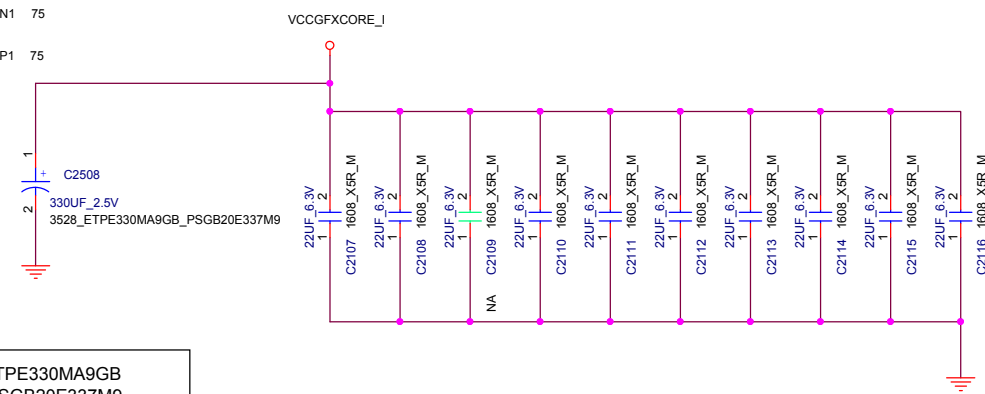 N1 75
VCCGFXCORE_I
P1 75
1
+ C2508
330UF_2.5V
2
3528_ETPE330MA9GB_PSGB20E337M9
22UF_6.3V
1 2
C2107
1608_X5R_M
22UF_6.3V
1 2
C2108
1608_X5R_M
22UF_6.3V
1 2
C2109
1608_X5R_M
NA
22UF_6.3V
1 2
C2110
1608_X5R_M
22UF_6.3V
1 2
C2111
1608_X5R_M
22UF_6.3V
1 2
C2112
1608_X5R_M
22UF_6.3V
1 2
C2113
1608_X5R_M
22UF_6.3V
1 2
C2114
1608_X5R_M
22UF_6.3V
1 2
C2115
1608_X5R_M
22UF_6.3V
1 2
C2116
1608_X5R_M
TPE330MA9GB
SGB20E337M9